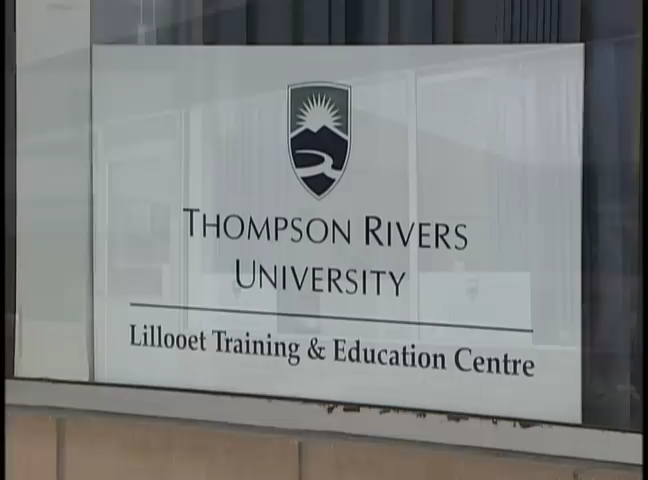 THOMPSON RIVERS
UNIVERSITY
Lillooet Training & Education Centre